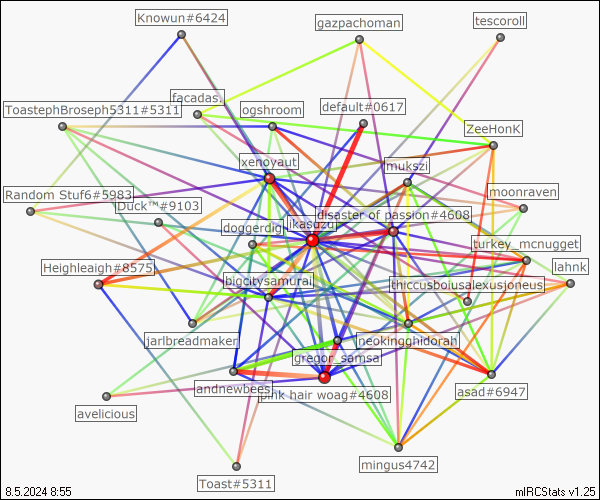 Knowun#6424
gazpachoman
tescoroll
facadas.
ToastephBroseph5311#5311
ogshroom
default#0617
ZeeHonK
xenovaut
mukszi
Random Stuf6#5983
Duck™#9103
moonraven
ikasuzu
disaster of passion#4608
doggerdig
turkey_mcnugget
Heighleaigh#8575
bigcitysamurai
thiccusboiusalexusjoneus
lahnk
jarlbreadmaker
neokingghidorah
gregor_samsa
andnewbees
pink hair woag#4608
asad#6947
avelicious
mingus4742
Toast#5311
8.5.2024 8:55
mIRCStats v1.25